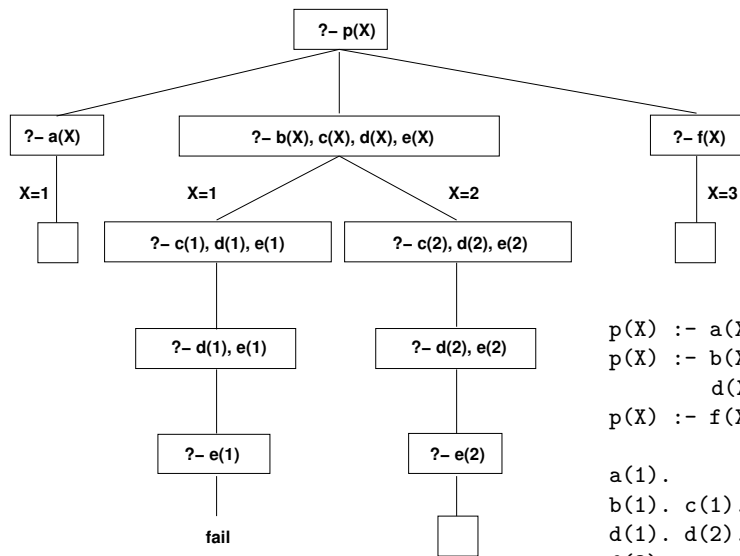 ?– p(X)
?– a(X)
?– b(X), c(X), d(X), e(X)
?– f(X)
X=1
X=1
X=2
X=3
?– c(1), d(1), e(1)
?– c(2), d(2), e(2)
?– d(1), e(1)
?– d(2), e(2)
?– e(1)
?– e(2)
fail
p(X) :- a(X
p(X) :- b(X
d(X
p(X) :- f(X
a(1).
b(1). c(1).
d(1). d(2).